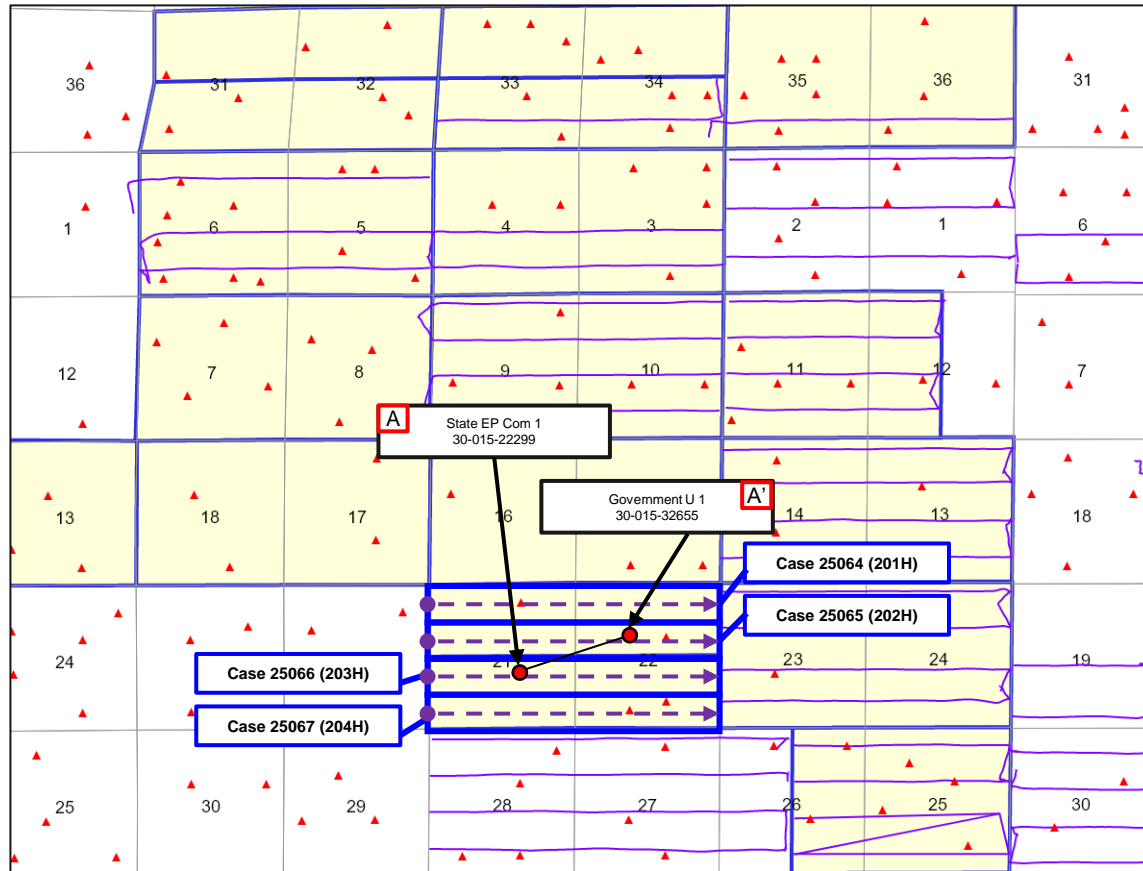 36 31 32 33 34 35 36 31
1 6 5 4 3 2 1 6
12 7 8 9 10 11 12 7
A State EP Com 1
30-015-22299
Government U 1 A'
30-015-32655
13 18 17 16 14 13 18
Case 25064 (201H)
Case 25065 (202H)
24 21 22 23 24 19
Case 25066 (203H)
Case 25067 (204H)
25 30 29 28 27 26 25 30